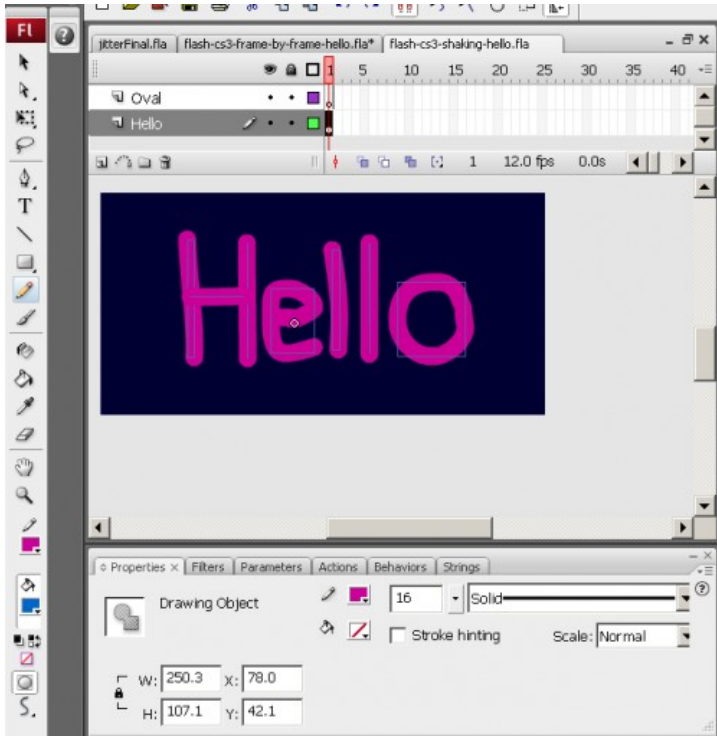 Fl
jitterFinal.fla flash-cs3-frame-by-frame-hello.fla* flash-cs3-shaking-hello.fla
1 5 10 15 20 25 30 35 40
Oval
Hello
1 12.0 fps 0.0s
Hello
Properties × Filters Parameters Actions Behaviors Strings
Drawing Object 16 Solid
Stroke hinting Scale: Normal
W: 250.3 X: 78.0
H: 107.1 Y: 42.1